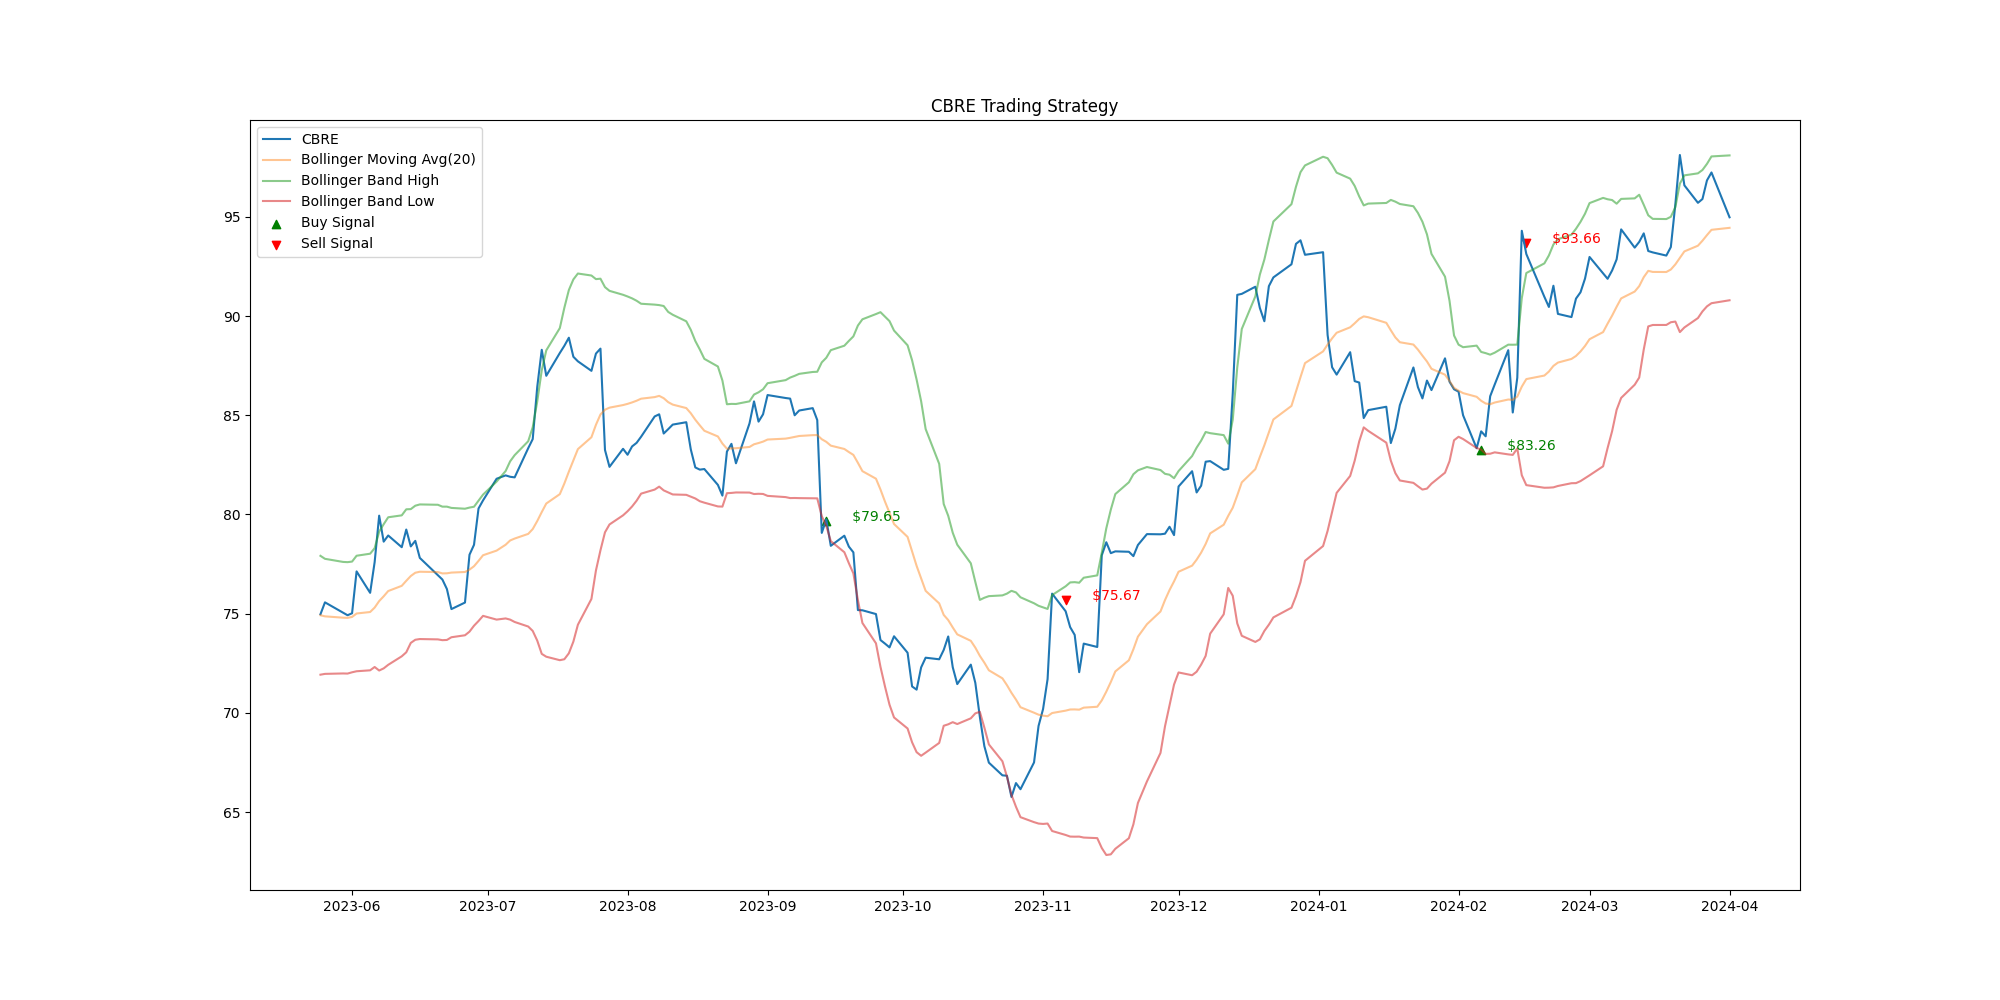 CBRE Trading Strategy
CBRE
Bollinger Moving Avg(20)
Bollinger Band High
Bollinger Band Low
Buy Signal
Sell Signal
95
90
85
80
75
70
65
$93.66
$83.26
$79.65
$75.67
2023-06 2023-07 2023-08 2023-09 2023-10 2023-11 2023-12 2024-01 2024-02 2024-03 2024-04